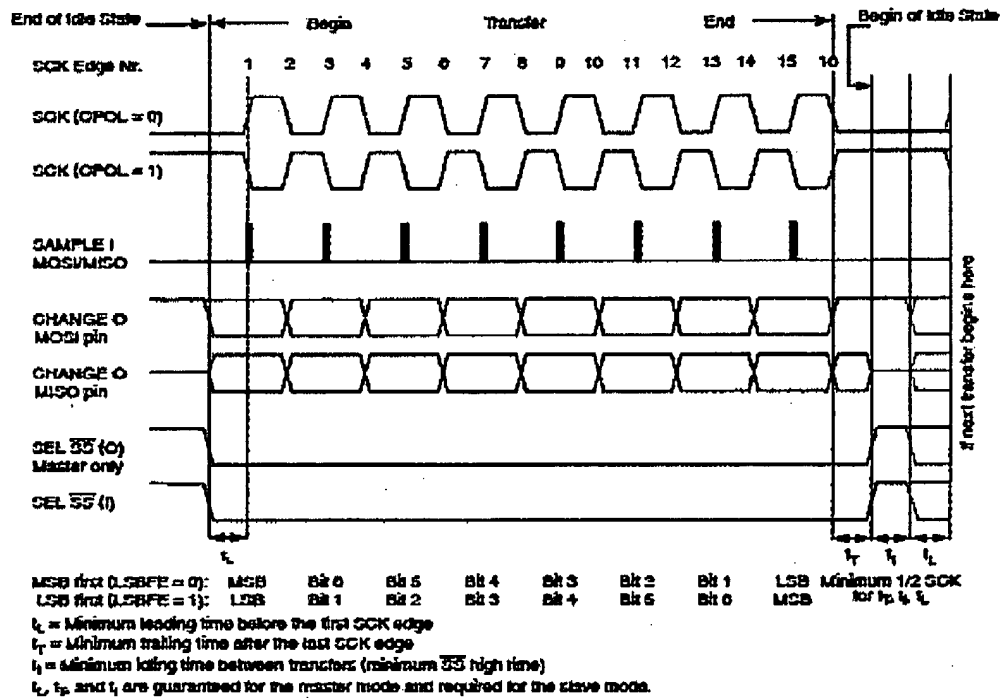 End of Idle State
Begin
Transfer
End
Begin of Idle State
SCK Edge Nr.
1 2 3 4 5 6 7 8 9 10 11 12 13 14 15 16
SCK (CPOL = 0)
SCK (CPOL = 1)
SAMPLE I
MOSI/MISO
CHANGE O
MOSI pin
CHANGE O
MISO pin
SEL SS (O)
Master only
SEL SS (I)
If next transfer begins here
tL
tT tI tL
MSB first (LSBFE = 0): MSB Bit 6 Bit 5 Bit 4 Bit 3 Bit 2 Bit 1 LSB Minimum 1/2 SCK
LSB first (LSBFE = 1): LSB Bit 1 Bit 2 Bit 3 Bit 4 Bit 5 Bit 6 MSB for tT, tI, tL
tL = Minimum leading time before the first SCK edge
tT = Minimum trailing time after the last SCK edge
tI = Minimum idling time between transfers (minimum SS high time)
tL, tT, and tI are guaranteed for the master mode and required for the slave mode.